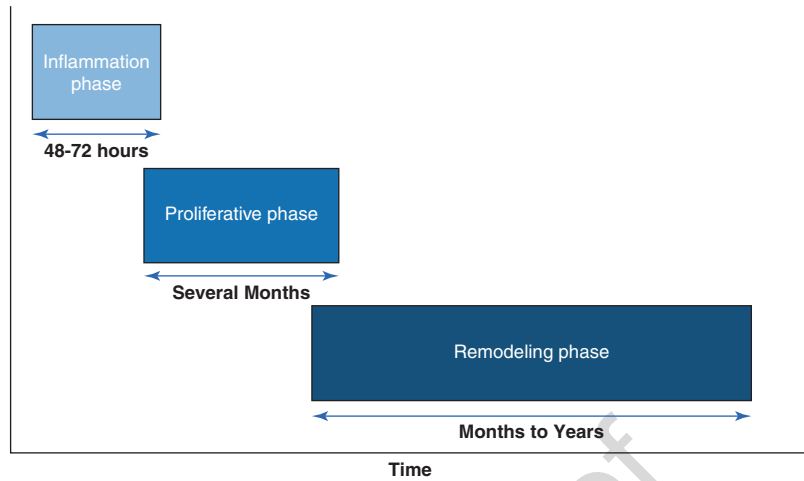 Inflammation
phase
48-72 hours
Proliferative phase
Several Months
Remodeling phase
Months to Years
Time